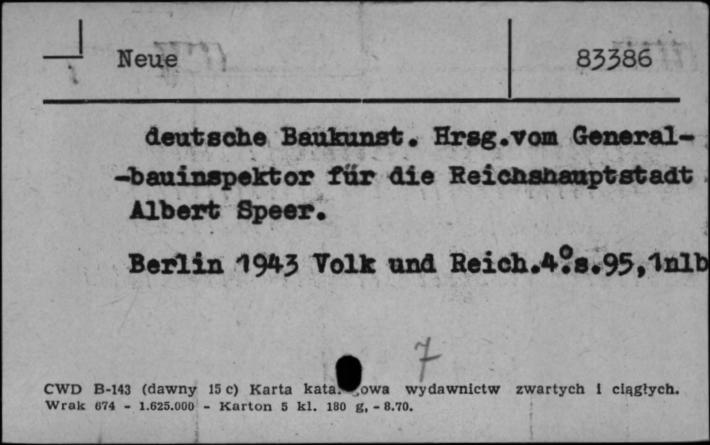 Neue 83386
deutsche Baukunst. Hrsg.vom General-
-bauinspektor für die Reichshauptstadt
Albert Speer.
Berlin 1943 Volk und Reich.4°.s.95,1nlb
7
CWD B-143 (dawny 15 c) Karta kata owa wydawnictw zwartych i ciągłych.
Wrak 674 - 1.625.000 - Karton 5 kl. 180 g, - 8.70.